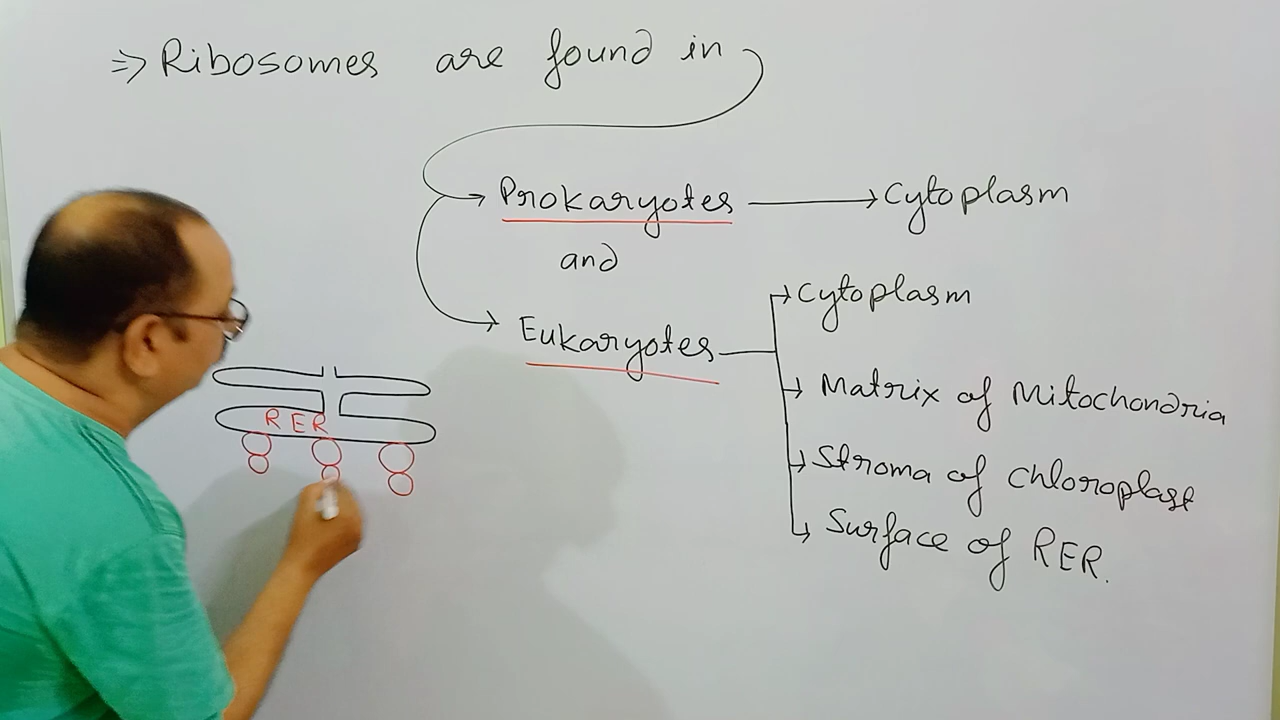 ⇒ Ribosomes are found in
Prokaryotes → Cytoplasm
and
Eukaryotes
Cytoplasm
Matrix of Mitochondria
Stroma of Chloroplast
Surface of RER.
RER